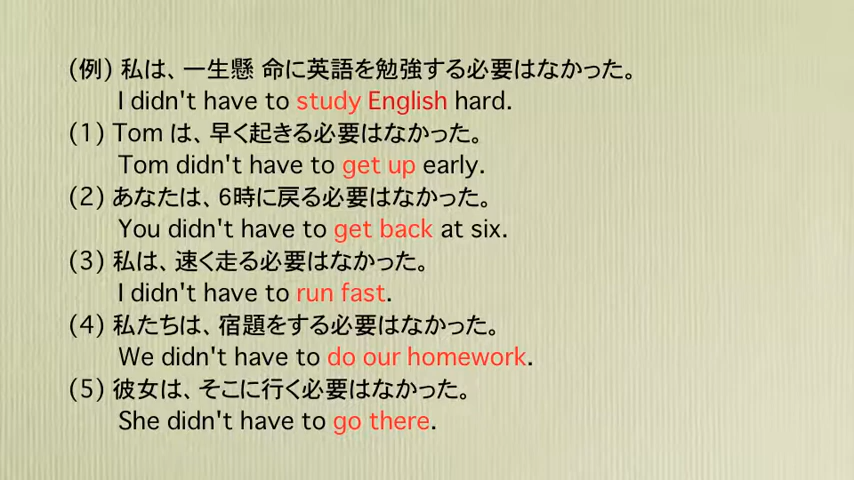 (例) 私は、一生懸 命に英語を勉強する必要はなかった。
I didn't have to study English hard.
(1) Tom は、早く起きる必要はなかった。
Tom didn't have to get up early.
(2) あなたは、6時に戻る必要はなかった。
You didn't have to get back at six.
(3) 私は、速く走る必要はなかった。
I didn't have to run fast.
(4) 私たちは、宿題をする必要はなかった。
We didn't have to do our homework.
(5) 彼女は、そこに行く必要はなかった。
She didn't have to go there.